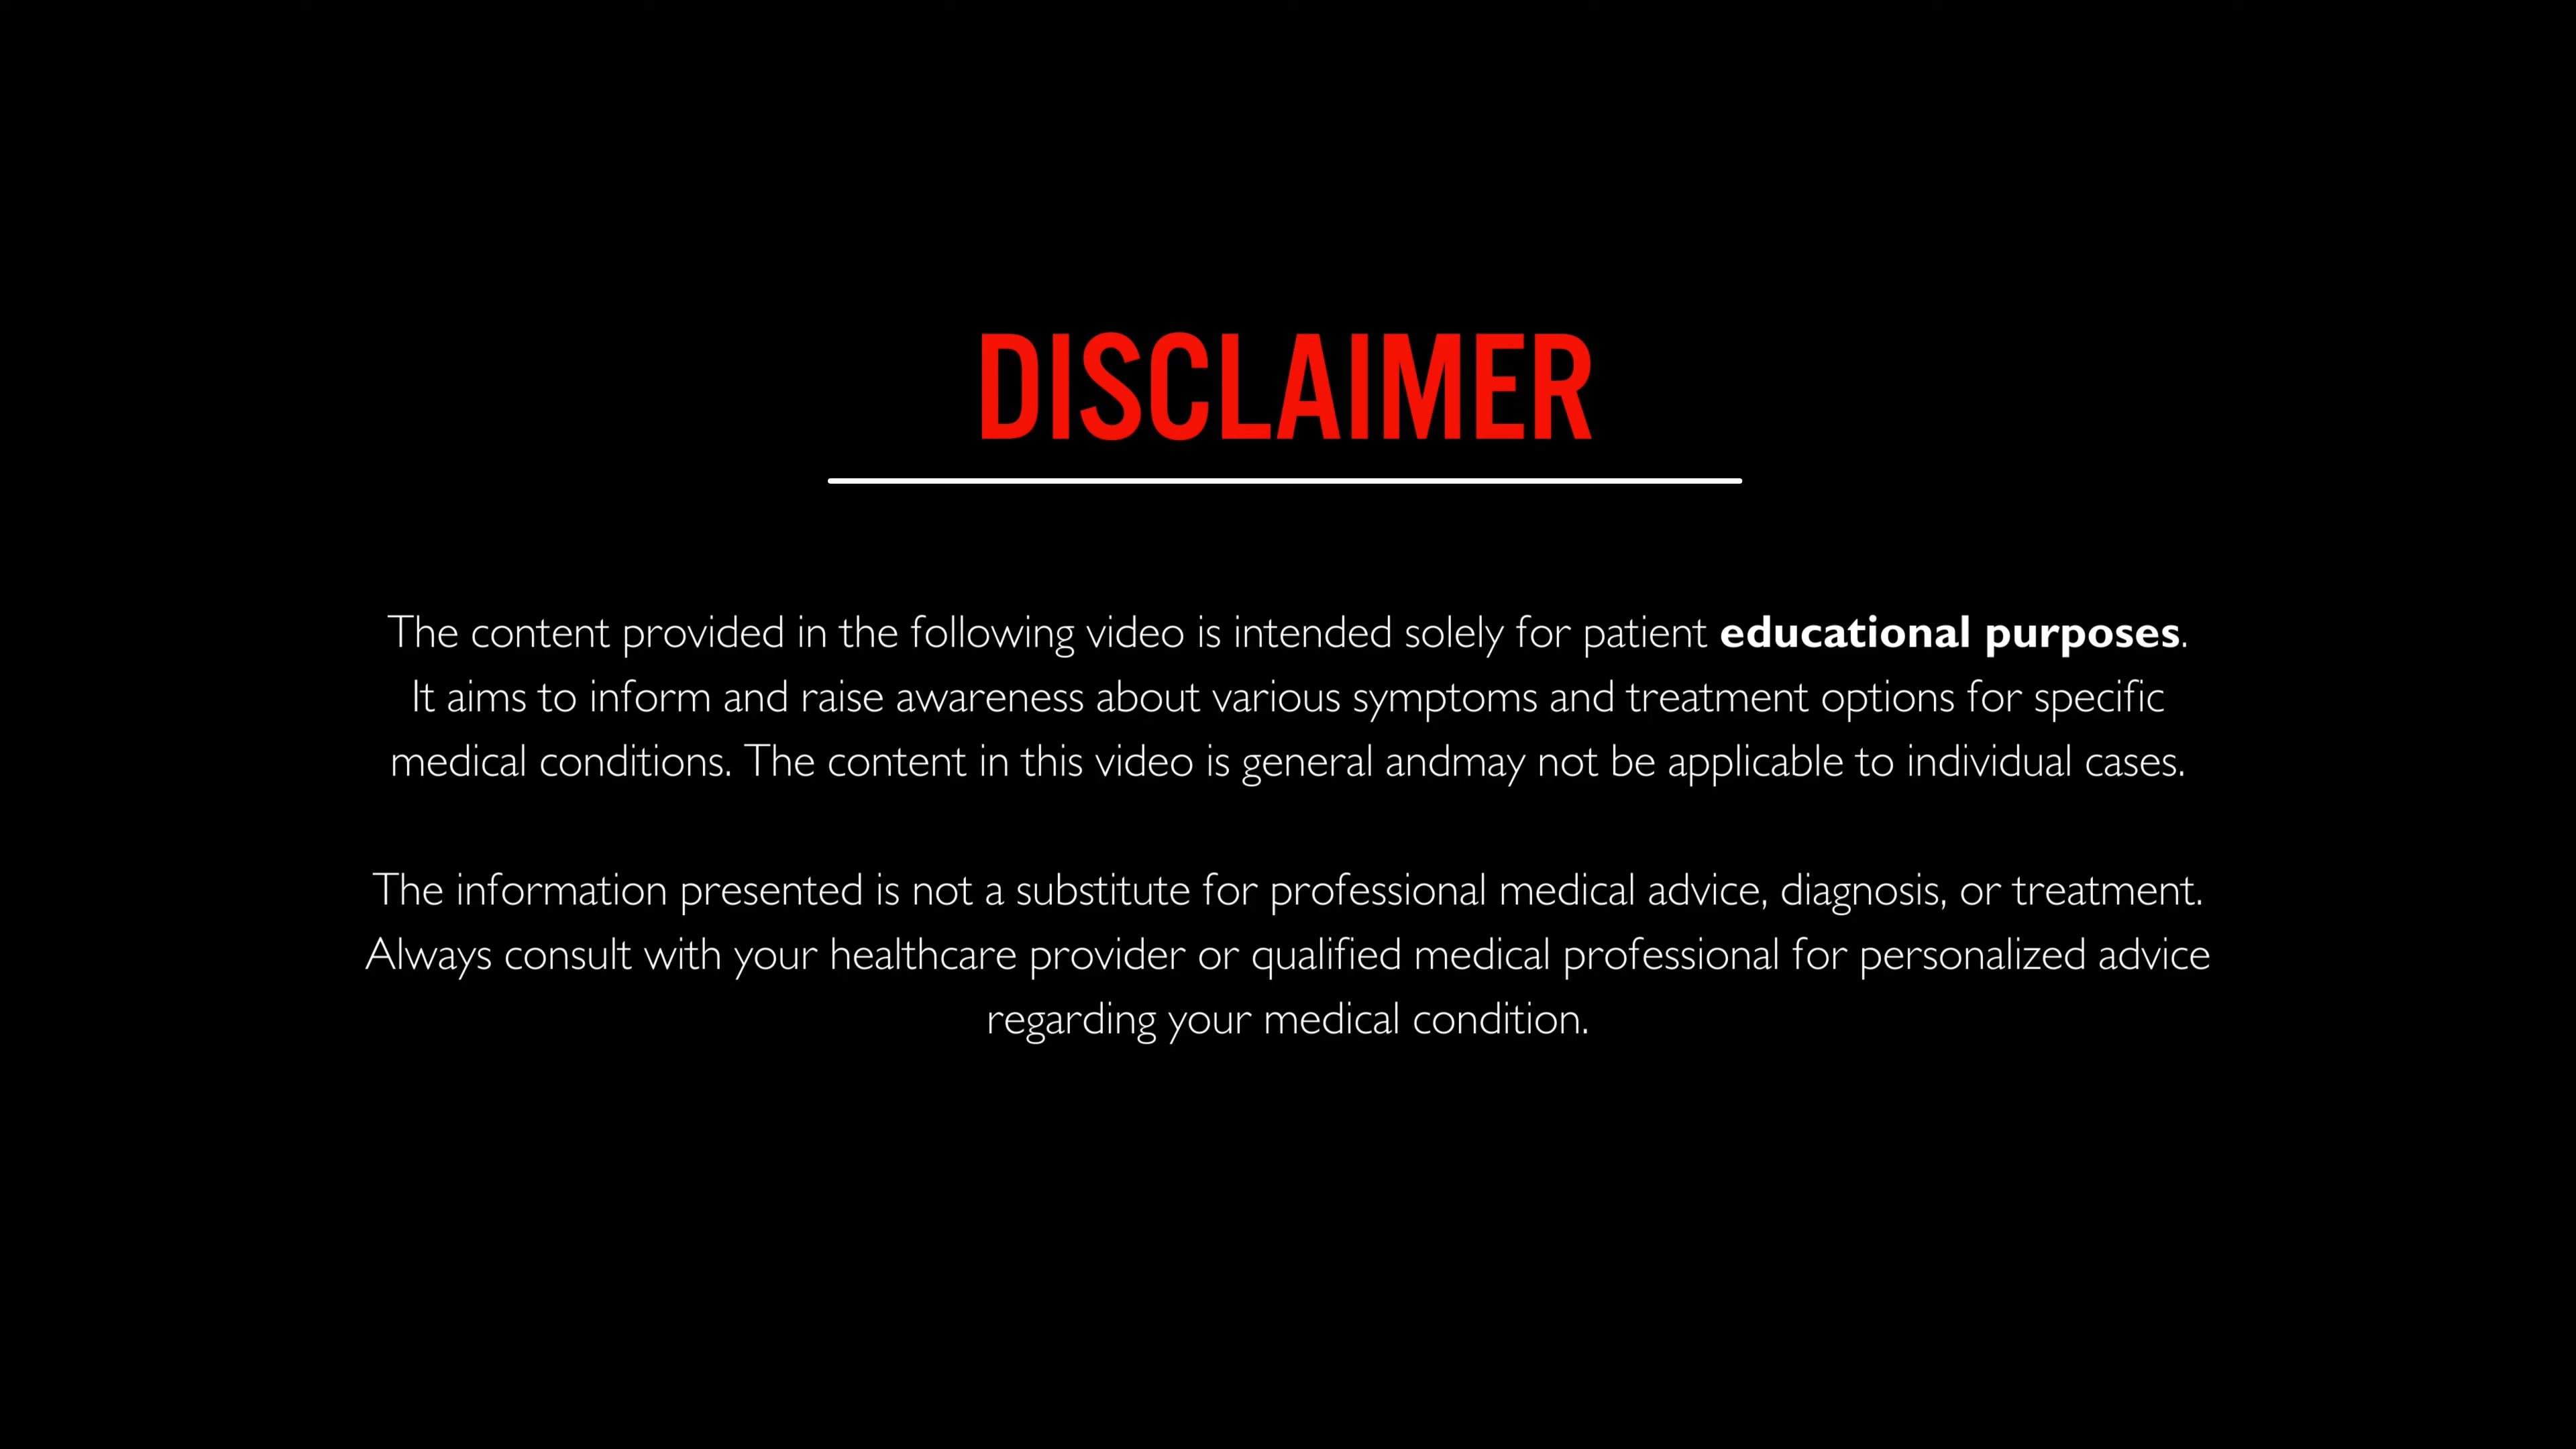 DISCLAIMER
The content provided in the following video is intended solely for patient educational purposes.
It aims to inform and raise awareness about various symptoms and treatment options for specific
medical conditions. The content in this video is general andmay not be applicable to individual cases.
The information presented is not a substitute for professional medical advice, diagnosis, or treatment.
Always consult with your healthcare provider or qualified medical professional for personalized advice
regarding your medical condition.